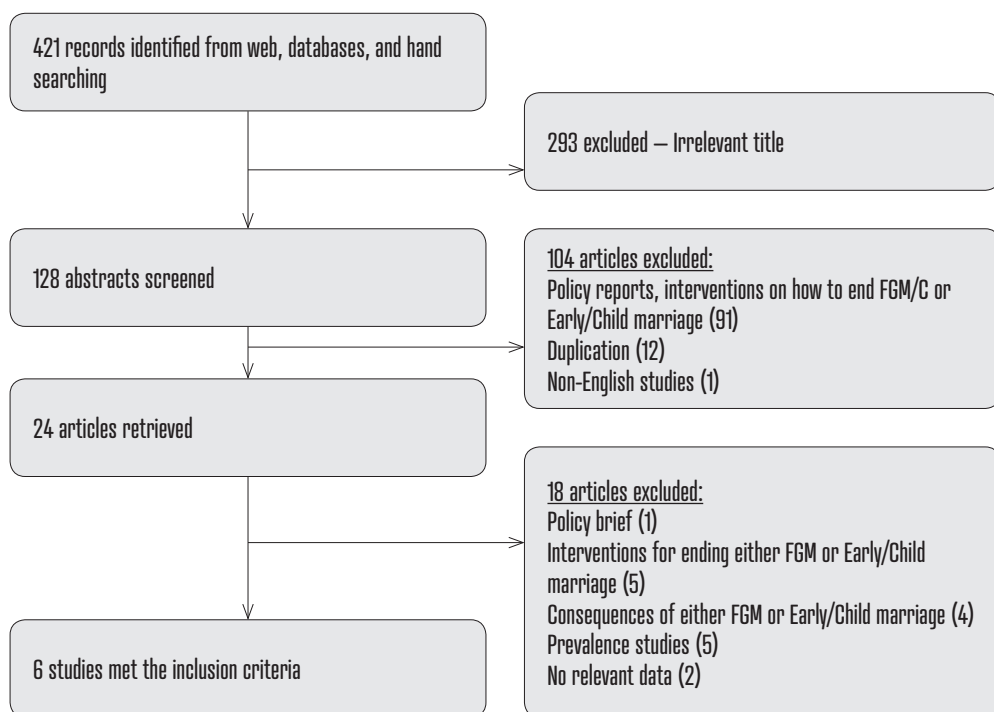 421 records identified from web, databases, and hand
searching
293 excluded – Irrelevant title
128 abstracts screened
104 articles excluded:
Policy reports, interventions on how to end FGM/C or
Early/Child marriage (91)
Duplication (12)
Non-English studies (1)
24 articles retrieved
18 articles excluded:
Policy brief (1)
Interventions for ending either FGM or Early/Child
marriage (5)
Consequences of either FGM or Early/Child marriage (4)
Prevalence studies (5)
No relevant data (2)
6 studies met the inclusion criteria